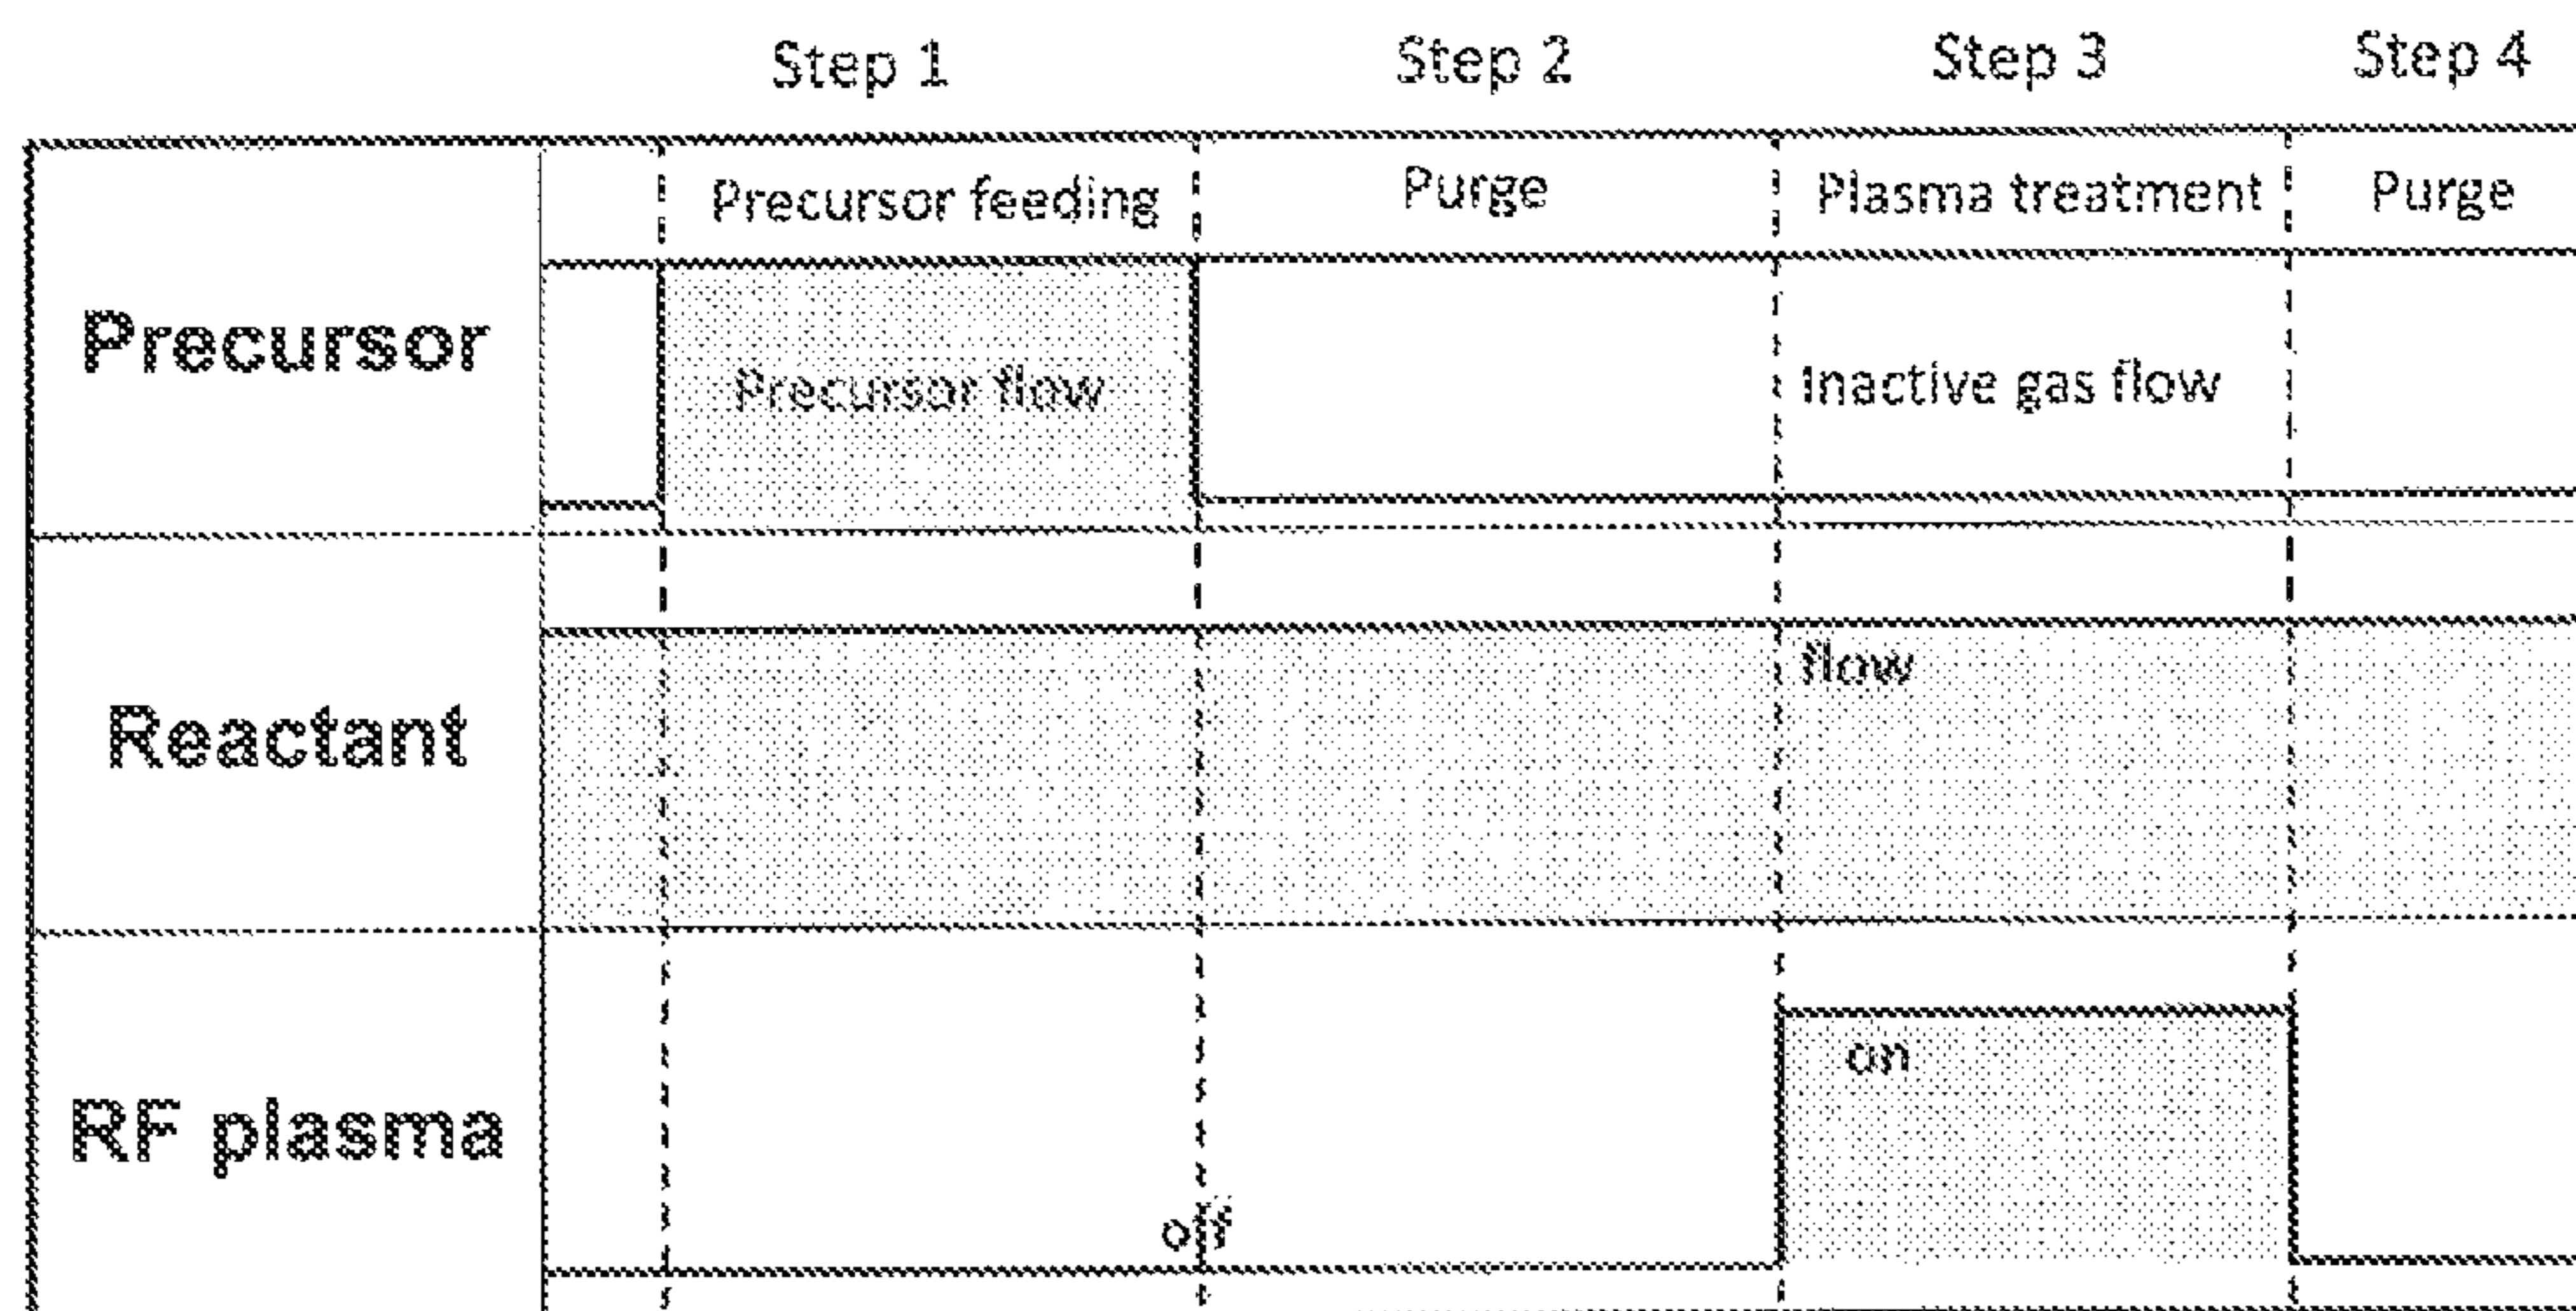 Step 1 Step 2 Step 3 Step 4
Precursor feeding Purge Plasma treatment Purge
Precursor Precursor flow Inactive gas flow
Reactant flow
RF plasma on
off